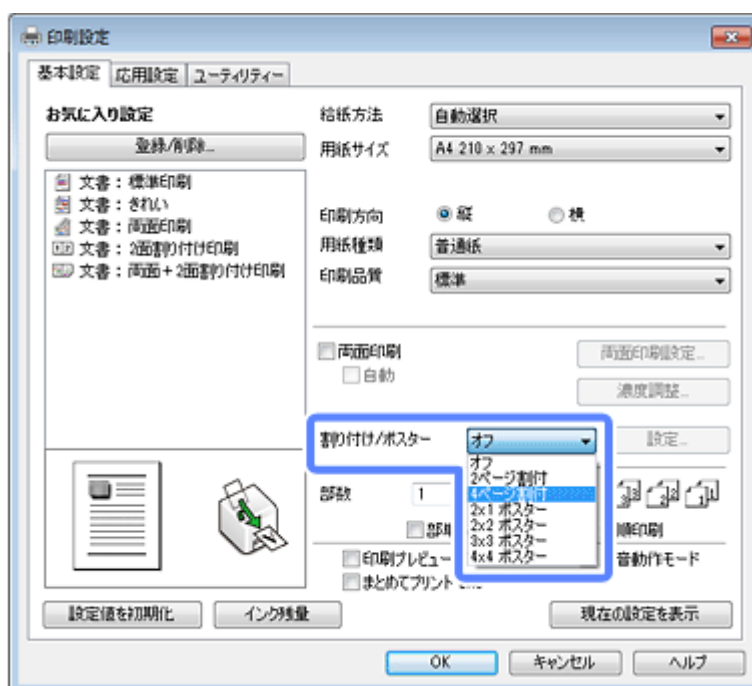 印刷設定
基本設定 応用設定 ユーティリティー
お気に入り設定
登録/削除...
文書：標準印刷
文書：きれい
文書：両面印刷
文書：2面割り付け印刷
文書：両面+2面割り付け印刷
給紙方法 自動選択
用紙サイズ A4 210 x 297 mm
印刷方向 縦 横
用紙種類 普通紙
印刷品質 標準
両面印刷 両面印刷設定...
自動
濃度調整...
割り付け/ポスター オフ 設定...
オフ
2ページ割付
4ページ割付
2x1 ポスター
2x2 ポスター
3x3 ポスター
4x4 ポスター
部数 1
部単 順印刷
印刷プレビュー 音動作モード
まとめてプリント
設定値を初期化 インク残量 現在の設定を表示
OK キャンセル ヘルプ